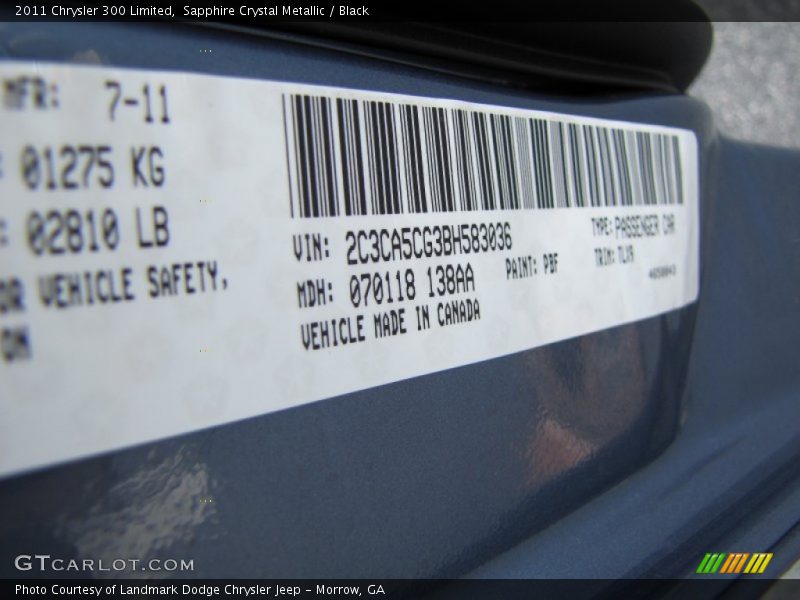 2011 Chrysler 300 Limited, Sapphire Crystal Metallic / Black
MFR: 7-11
01275 KG
02810 LB
OR VEHICLE SAFETY,
ON
VIN: 2C3CA5CG3BH583036
TYPE: PASSENGER CAR
MDH: 070118 138AA
PAINT: PBF
TRIM: TLX9
VEHICLE MADE IN CANADA
GTCARLOT.COM
Photo Courtesy of Landmark Dodge Chrysler Jeep - Morrow, GA